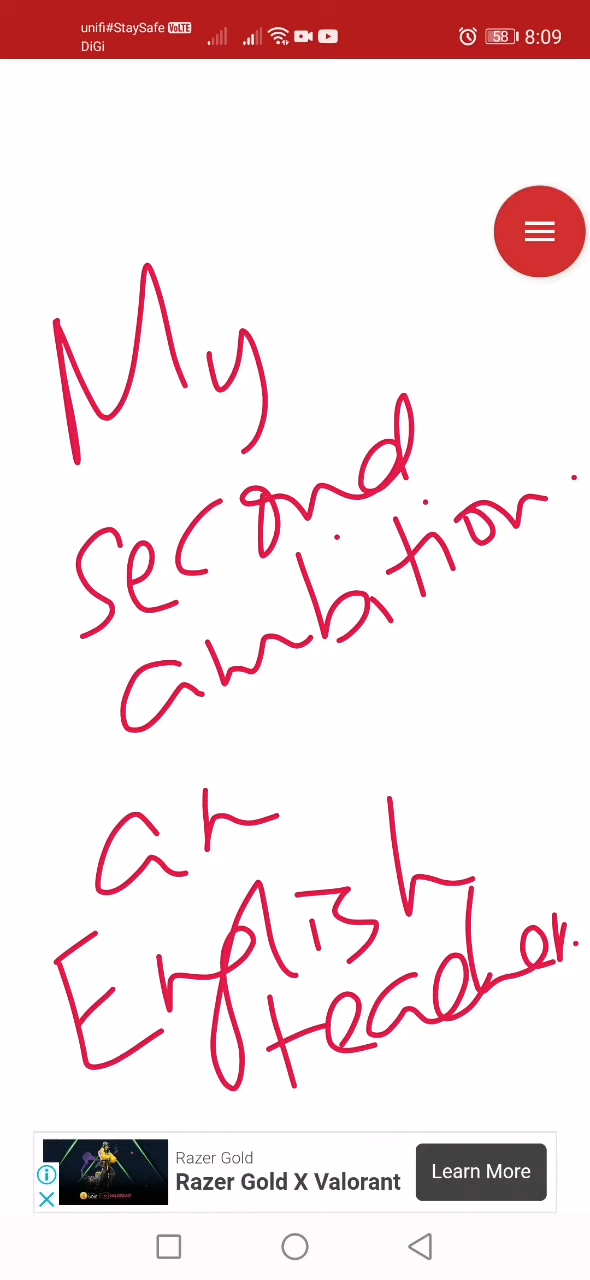 unifi#StaySafe VoLTE
DiGi
58 8:09
My
second
ambition.
an
English
teacher.
Razer Gold
Razer Gold X Valorant
Learn More